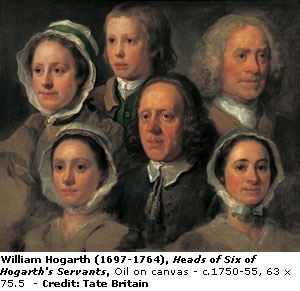 William Hogarth (1697-1764), Heads of Six of
Hogarth's Servants, Oil on canvas - c.1750-55, 63 x
75.5 - Credit: Tate Britain